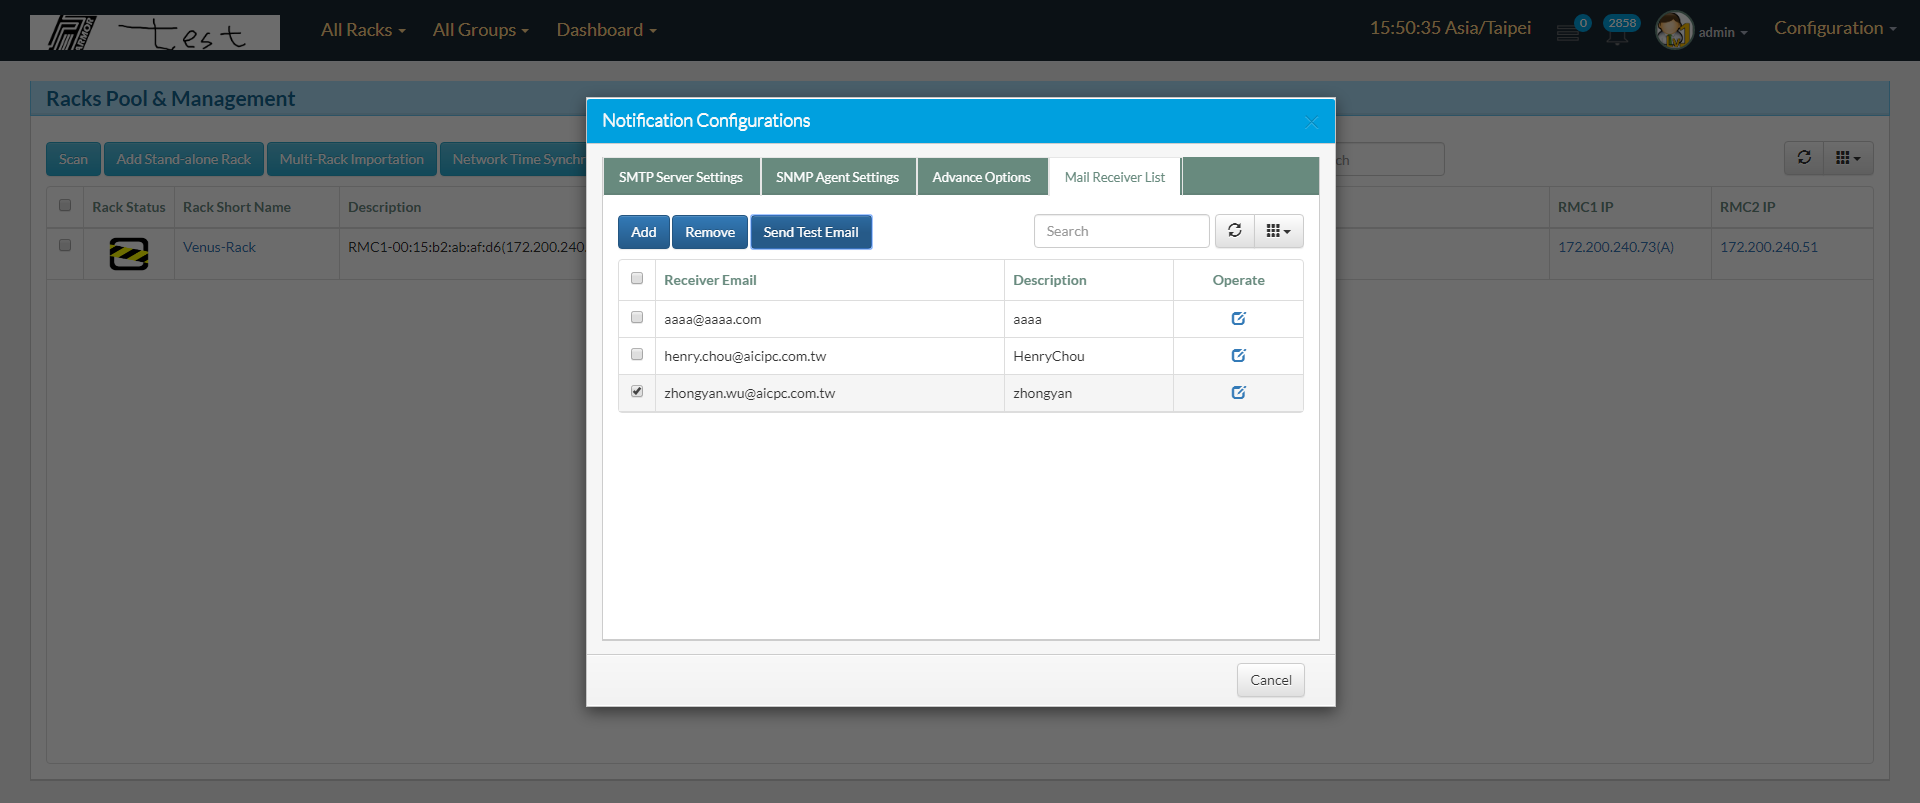 ARMOR test All Racks All Groups Dashboard 15:50:35 Asia/Taipei 0 2858 admin Configuration
Racks Pool & Management
Notification Configurations
Scan Add Stand-alone Rack Multi-Rack Importation Network Time Synchr ch
SMTP Server Settings SNMP Agent Settings Advance Options Mail Receiver List
Rack Status Rack Short Name Description RMC1 IP RMC2 IP
Venus-Rack RMC1-00:15:b2:ab:af:d6(172.200.240. 172.200.240.73(A) 172.200.240.51
Add Remove Send Test Email Search
Receiver Email Description Operate
aaaa@aaaa.com aaaa
henry.chou@aicipc.com.tw HenryChou
zhongyan.wu@aicpc.com.tw zhongyan
Cancel